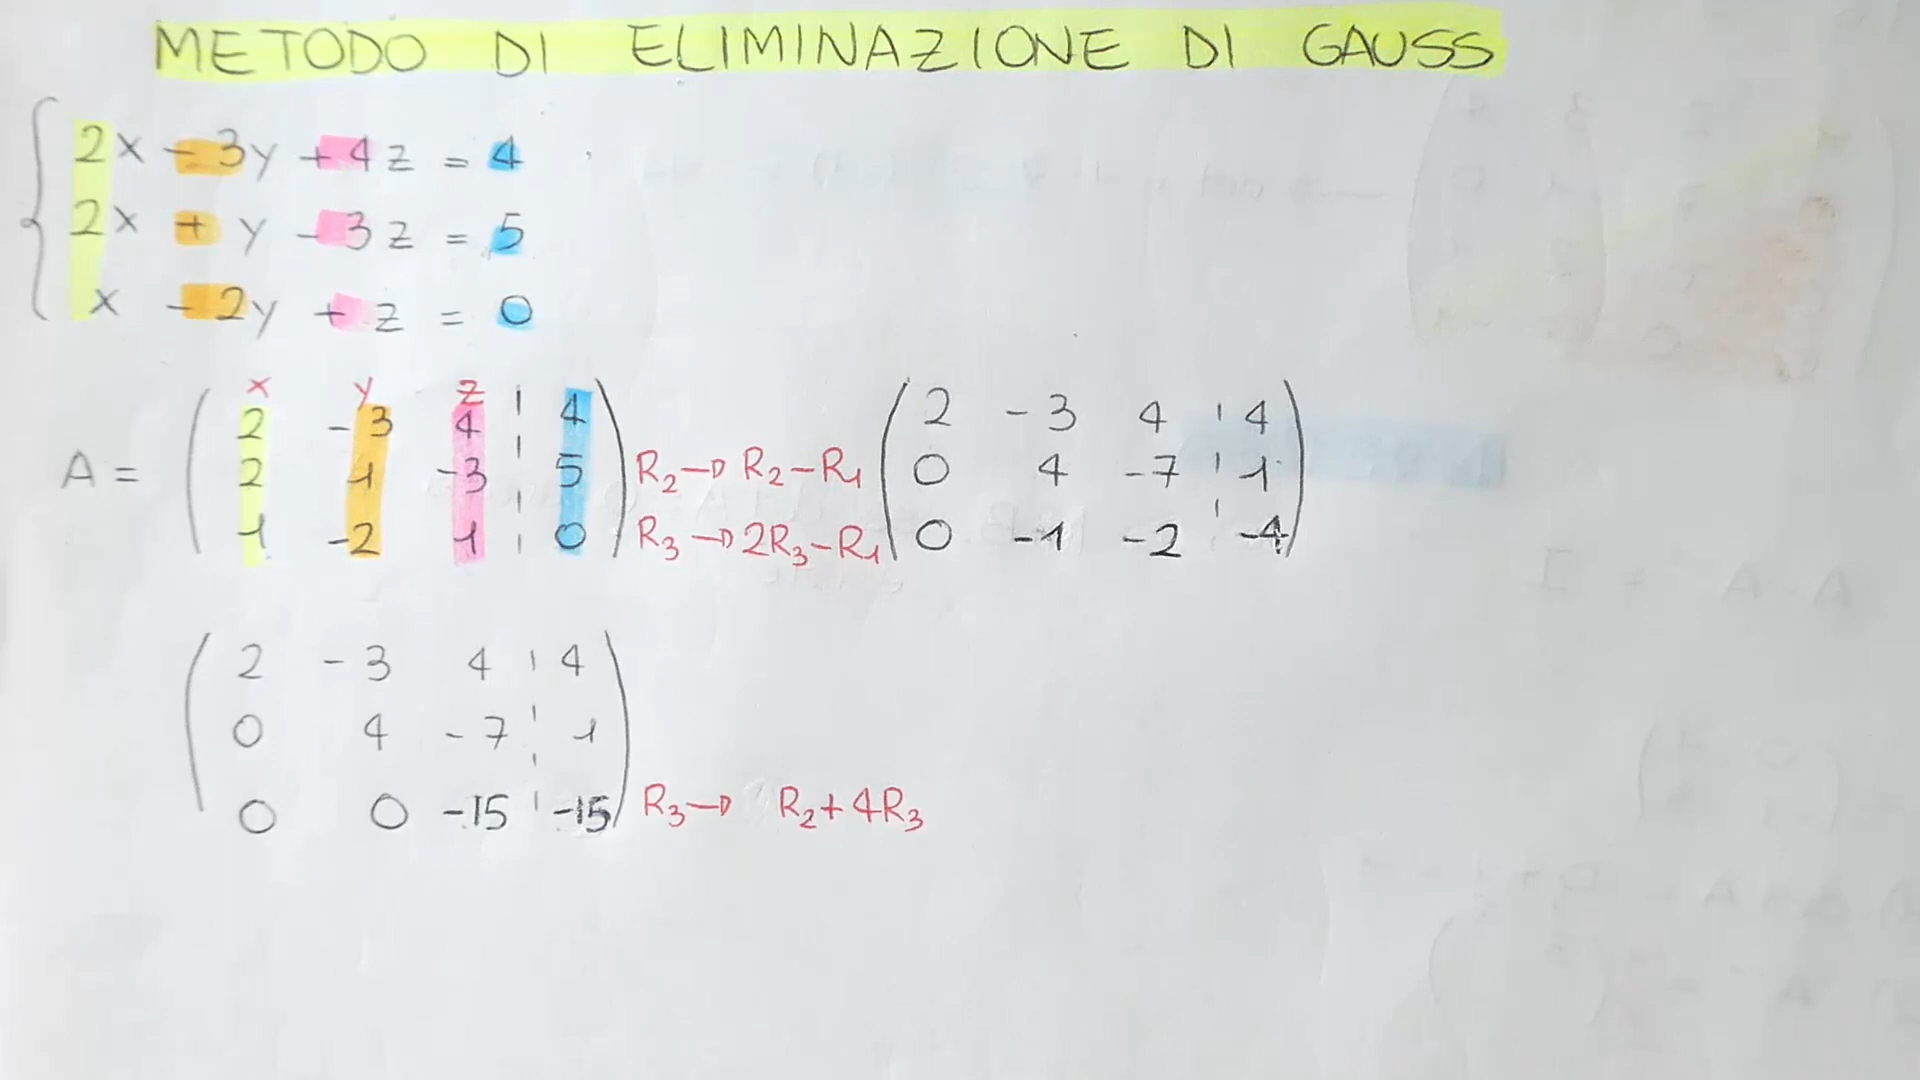 METODO DI ELIMINAZIONE DI GAUSS
2x - 3y + 4z = 4
2x + y - 3z = 5
x - 2y + z = 0
x y z
2 -3 4 ¦ 4
2 1 -3 ¦ 5
1 -2 1 ¦ 0
A =
R₂→R₂-R₁
R₃→2R₃-R₁
2 -3 4 ¦ 4
0 4 -7 ¦ 1
0 -1 -2 ¦ -4
2 -3 4 ¦ 4
0 4 -7 ¦ 1
0 0 -15 ¦ -15
R₃→ R₂+4R₃